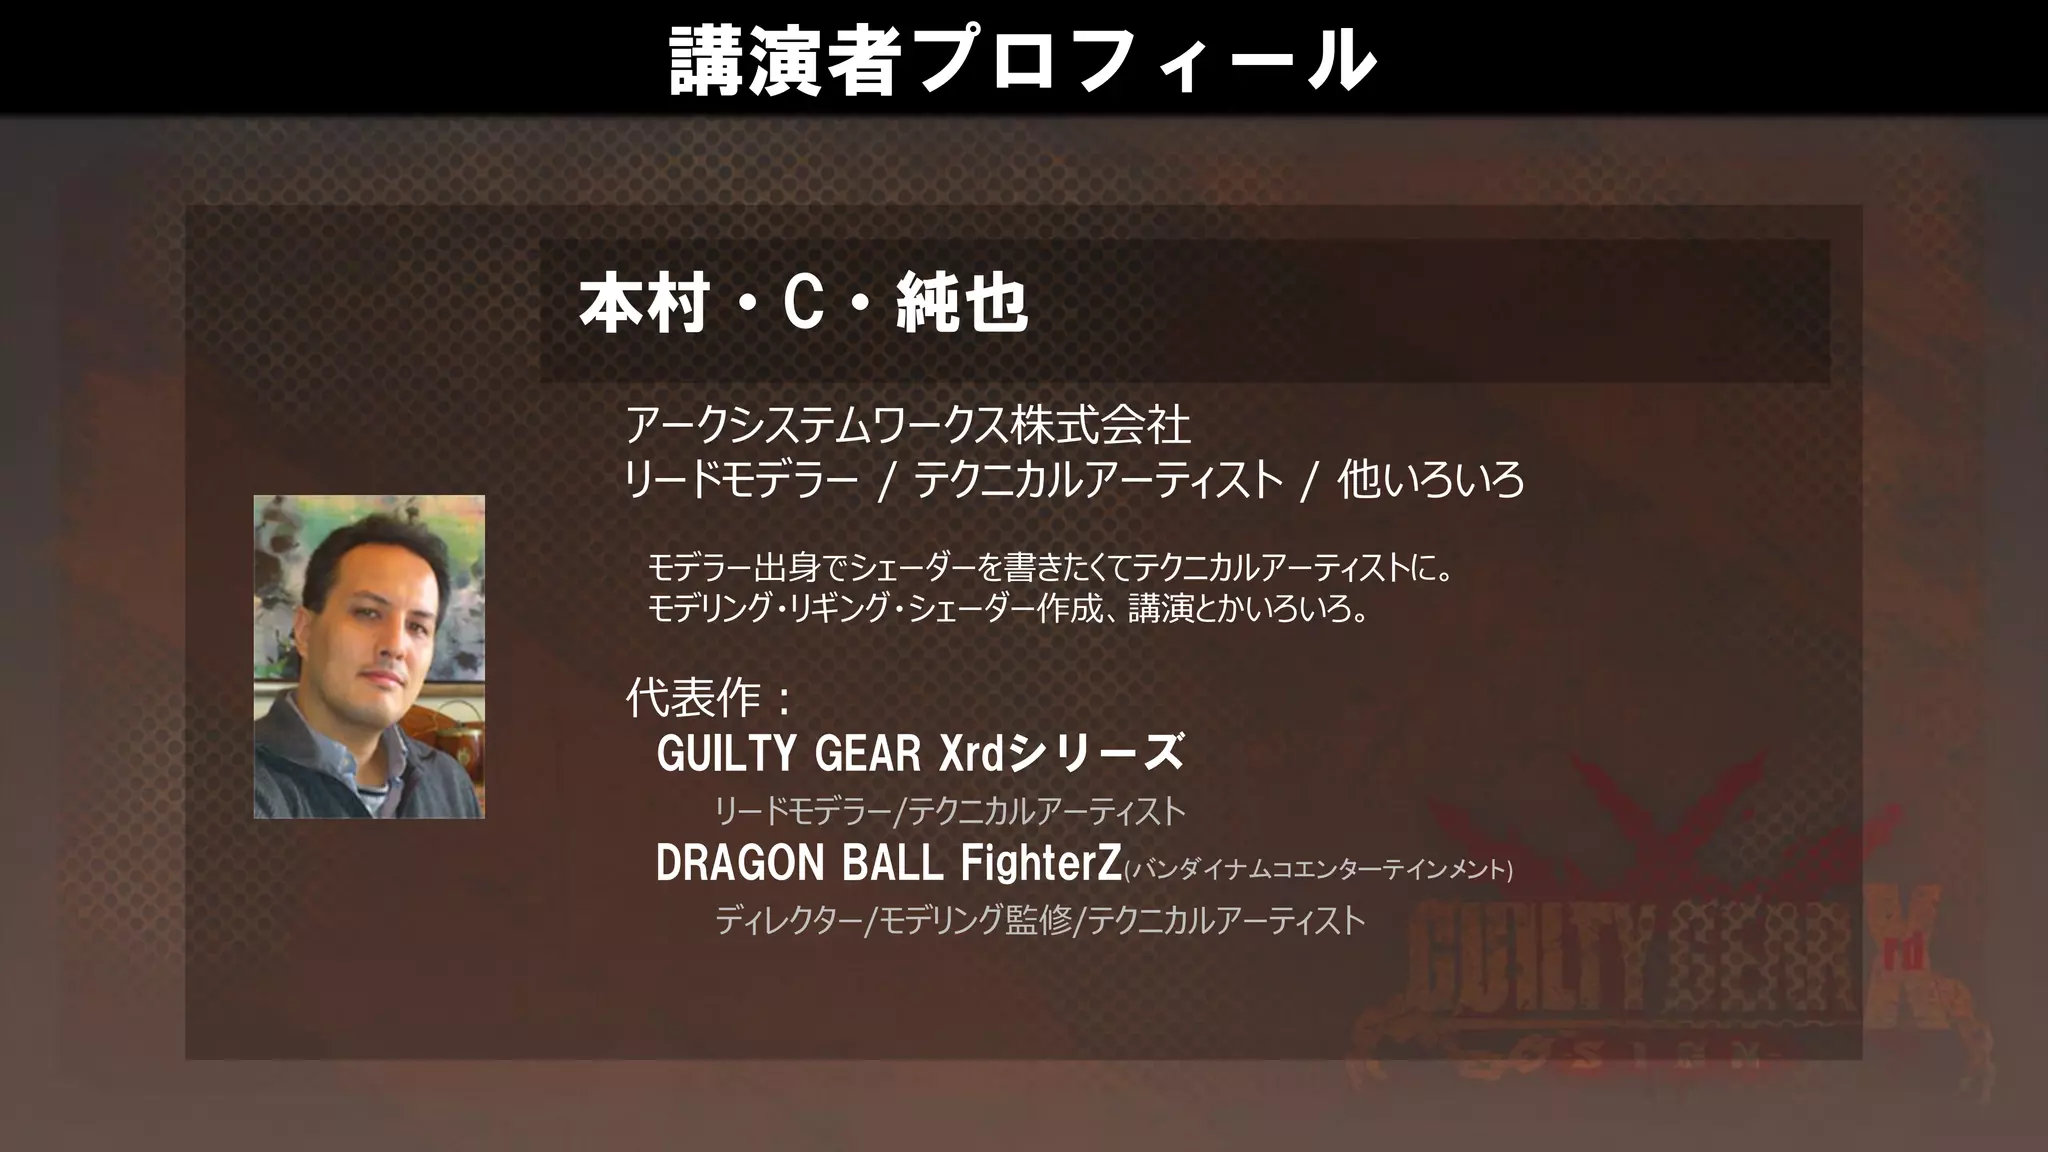 講演者プロフィール
本村・C・純也
アークシステムワークス株式会社
リードモデラー / テクニカルアーティスト / 他いろいろ
モデラー出身でシェーダーを書きたくてテクニカルアーティストに。
モデリング・リギング・シェーダー作成、講演とかいろいろ。
代表作：
GUILTY GEAR Xrdシリーズ
リードモデラー/テクニカルアーティスト
DRAGON BALL FighterZ(バンダイナムコエンターテインメント)
ディレクター/モデリング監修/テクニカルアーティスト
GUILTY GEAR Xrd
SIGN